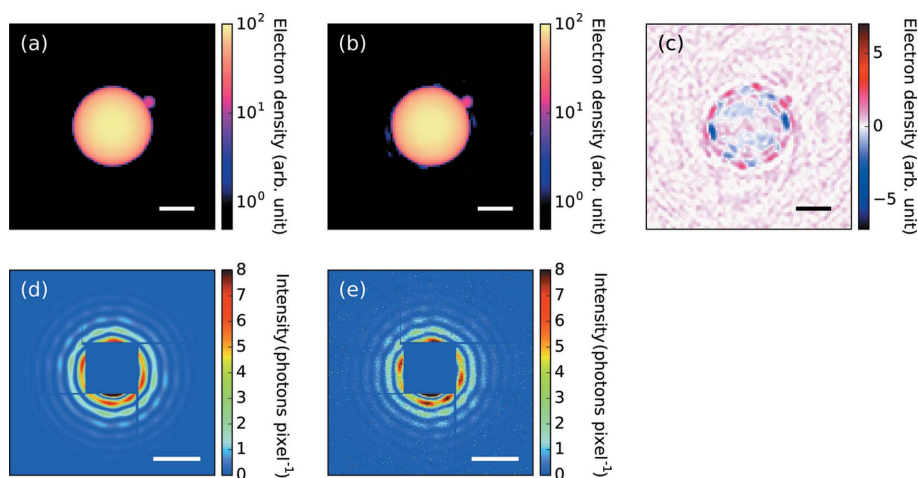 (a)
10²
10¹
10⁰
Electron density (arb. unit)
(b)
10²
10¹
10⁰
Electron density (arb. unit)
(c)
5
0
−5
Electron density (arb. unit)
(d)
8
7
6
5
4
3
2
1
0
Intensity (photons pixel⁻¹)
(e)
8
7
6
5
4
3
2
1
0
Intensity (photons pixel⁻¹)